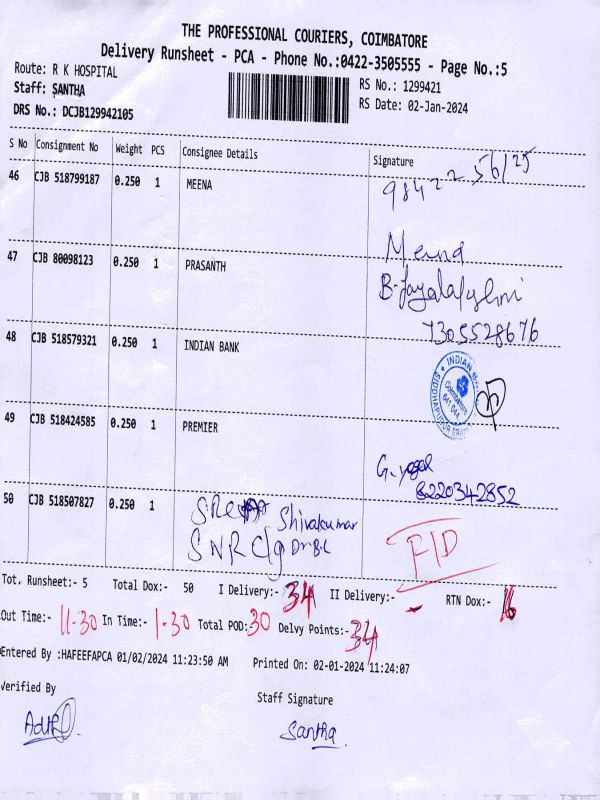 THE PROFESSIONAL COURIERS, COIMBATORE
Delivery Runsheet - PCA - Phone No.:0422-3505555 - Page No.:5
Route: R K HOSPITAL
Staff: SANTHA
DRS No.: DCJB129942105
RS No.: 1299421
RS Date: 02-Jan-2024
S No Consignment No Weight PCS Consignee Details Signature
46 CJB 518799187 0.250 1 MEENA
Meena
47 CJB 80098123 0.250 1 PRASANTH B.Jayalakshmi
7305528676
48 CJB 518579321 0.250 1 INDIAN BANK
INDIAN
Coimbatore
641 044
SIDDHAPUDUR
49 CJB 518424585 0.250 1 PREMIER
8220342852
50 CJB 518507827 0.250 1
Shivakumar
SNR Clg
F/D
Tot. Runsheet:- 5 Total Dox:- 50 I Delivery:- 34 II Delivery:- - RTN Dox:- 16
Out Time:- 11-30 In Time:- 1-30 Total POD:30 Delvy Points:- 34
Entered By :HAFEEFAPCA 01/02/2024 11:23:50 AM Printed On: 02-01-2024 11:24:07
Verified By
Staff Signature
Santha